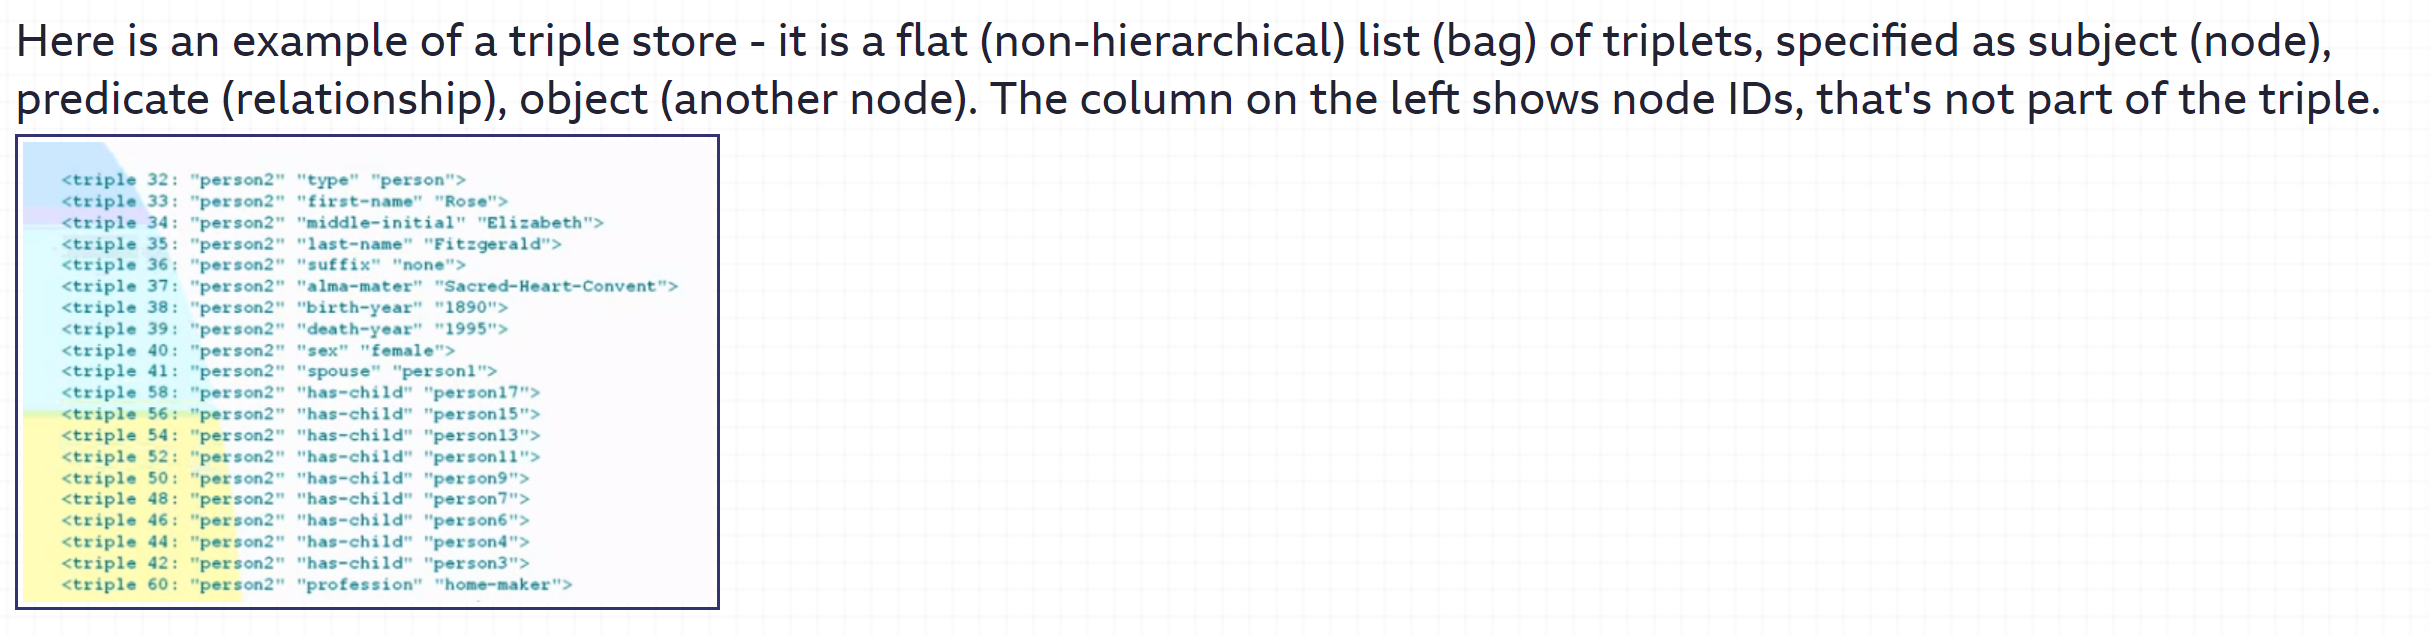 Here is an example of a triple store - it is a flat (non-hierarchical) list (bag) of triplets, specified as subject (node),
predicate (relationship), object (another node). The column on the left shows node IDs, that's not part of the triple.
<triple 32: "person2" "type" "person">
<triple 33: "person2" "first-name" "Rose">
<triple 34: "person2" "middle-initial" "Elizabeth">
<triple 35: "person2" "last-name" "Fitzgerald">
<triple 36: "person2" "suffix" "none">
<triple 37: "person2" "alma-mater" "Sacred-Heart-Convent">
<triple 38: "person2" "birth-year" "1890">
<triple 39: "person2" "death-year" "1995">
<triple 40: "person2" "sex" "female">
<triple 41: "person2" "spouse" "person1">
<triple 58: "person2" "has-child" "person17">
<triple 56: "person2" "has-child" "person15">
<triple 54: "person2" "has-child" "person13">
<triple 52: "person2" "has-child" "person11">
<triple 50: "person2" "has-child" "person9">
<triple 48: "person2" "has-child" "person7">
<triple 46: "person2" "has-child" "person6">
<triple 44: "person2" "has-child" "person4">
<triple 42: "person2" "has-child" "person3">
<triple 60: "person2" "profession" "home-maker">